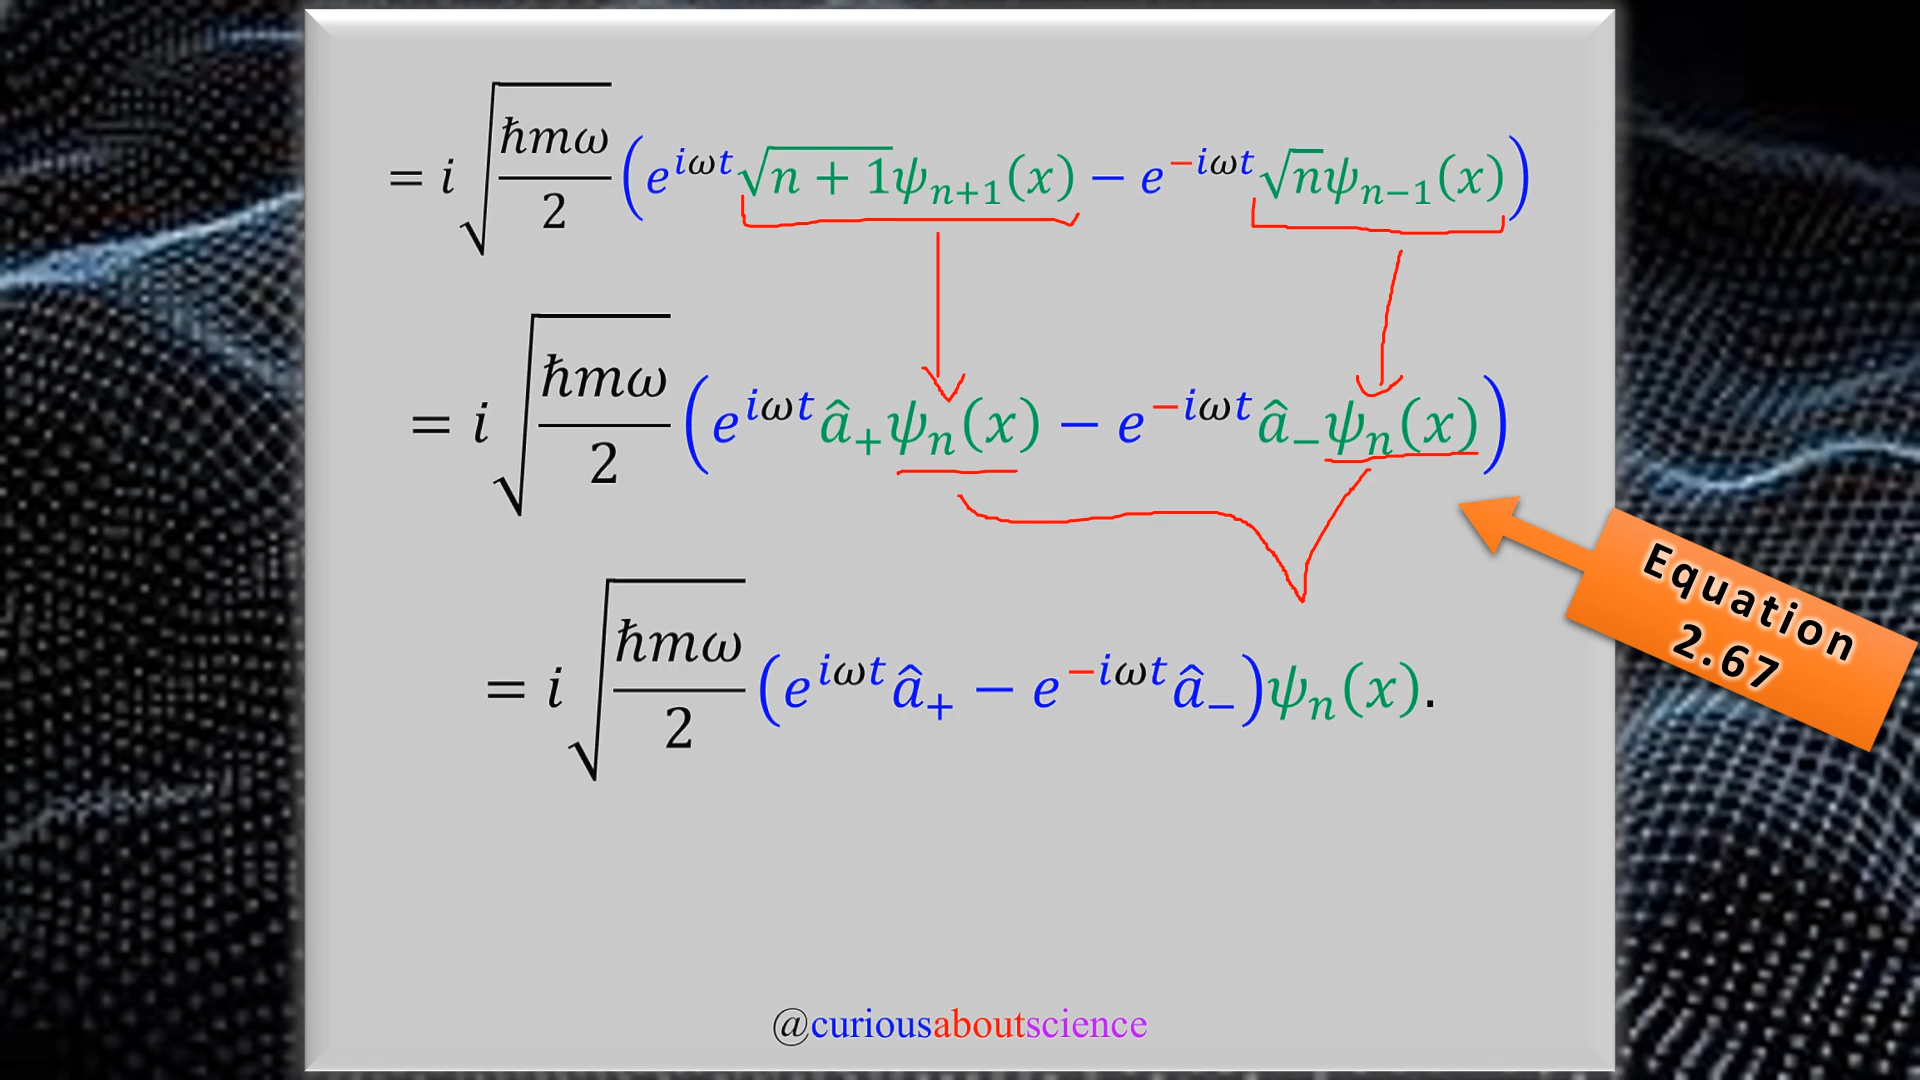 = i √(ħmω/2) (e^{iωt}√(n + 1)ψ_{n+1}(x) − e^{−iωt}√nψ_{n−1}(x))
= i √(ħmω/2) (e^{iωt}â₊ψ_n(x) − e^{−iωt}â₋ψ_n(x))
Equation
2.67
= i √(ħmω/2) (e^{iωt}â₊ − e^{−iωt}â₋)ψ_n(x).
@curiousaboutscience